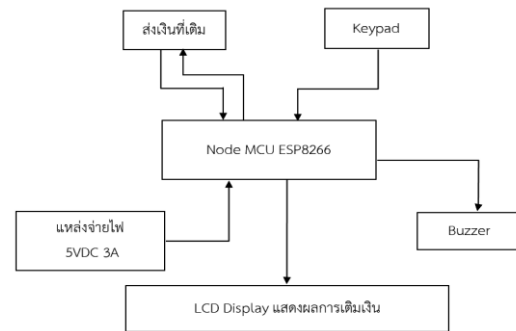 ส่งเงินที่เติม
Keypad
Node MCU ESP8266
แหล่งจ่ายไฟ
5VDC 3A
Buzzer
LCD Display แสดงผลการเติมเงิน